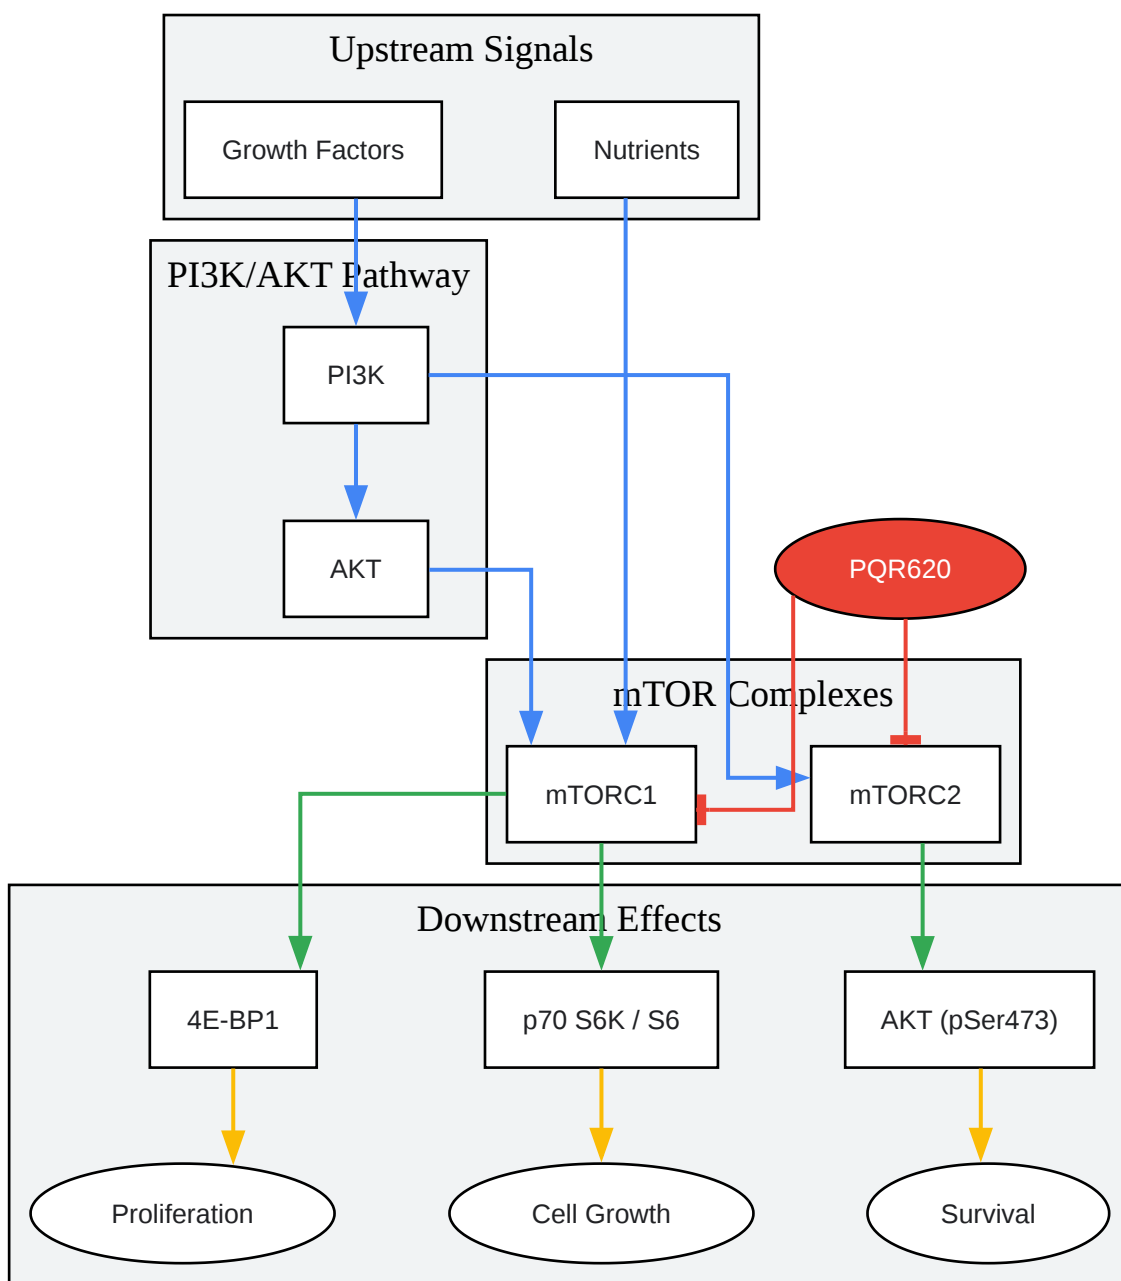 Upstream Signals
Growth Factors
Nutrients
PI3K/AKT Pathway
PI3K
AKT
PQR620
mTOR Complexes
mTORC1
mTORC2
Downstream Effects
4E-BP1
p70 S6K / S6
AKT (pSer473)
Proliferation
Cell Growth
Survival